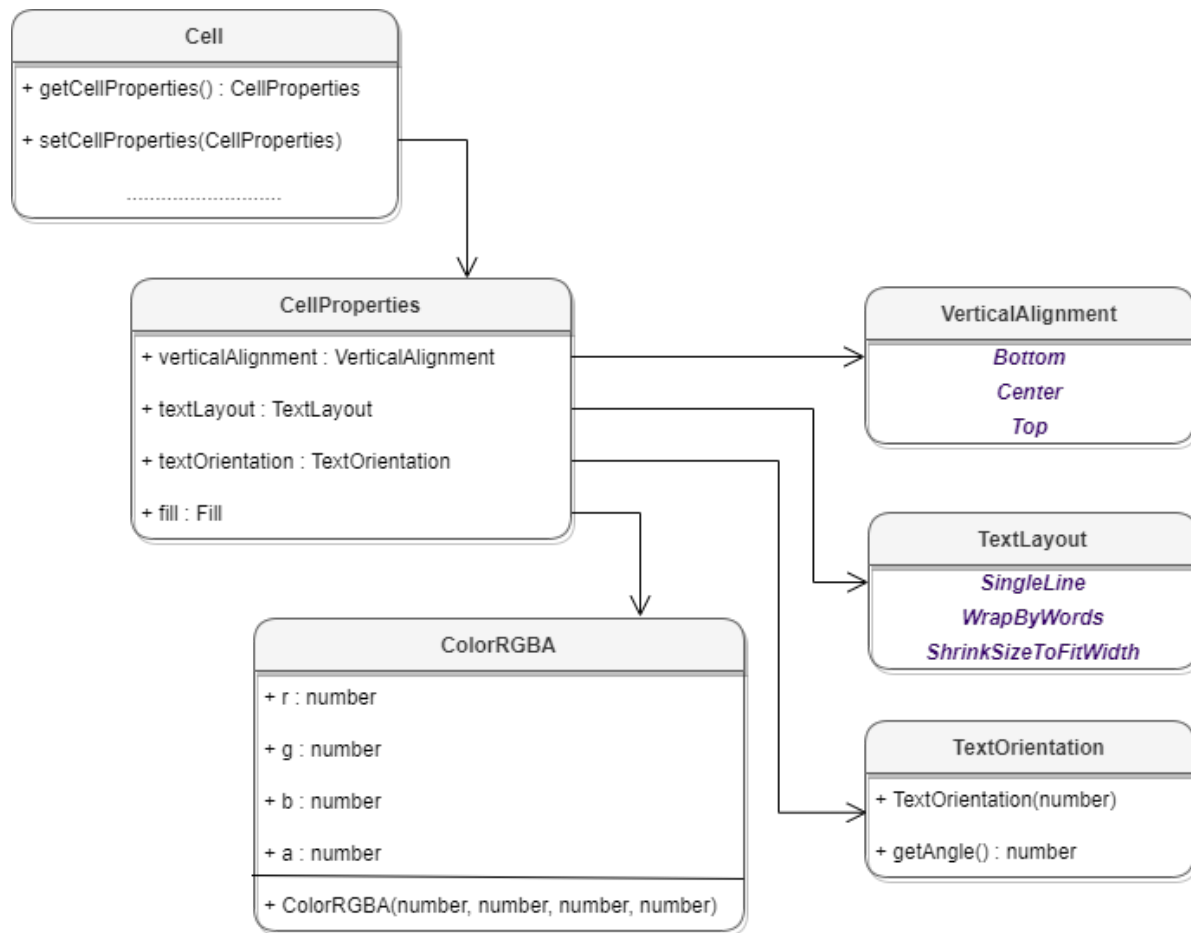 Cell
+ getCellProperties() : CellProperties
+ setCellProperties(CellProperties)
...........................
CellProperties
+ verticalAlignment : VerticalAlignment
+ textLayout : TextLayout
+ textOrientation : TextOrientation
+ fill : Fill
VerticalAlignment
Bottom
Center
Top
TextLayout
SingleLine
WrapByWords
ShrinkSizeToFitWidth
ColorRGBA
+ r : number
+ g : number
+ b : number
+ a : number
+ ColorRGBA(number, number, number, number)
TextOrientation
+ TextOrientation(number)
+ getAngle() : number